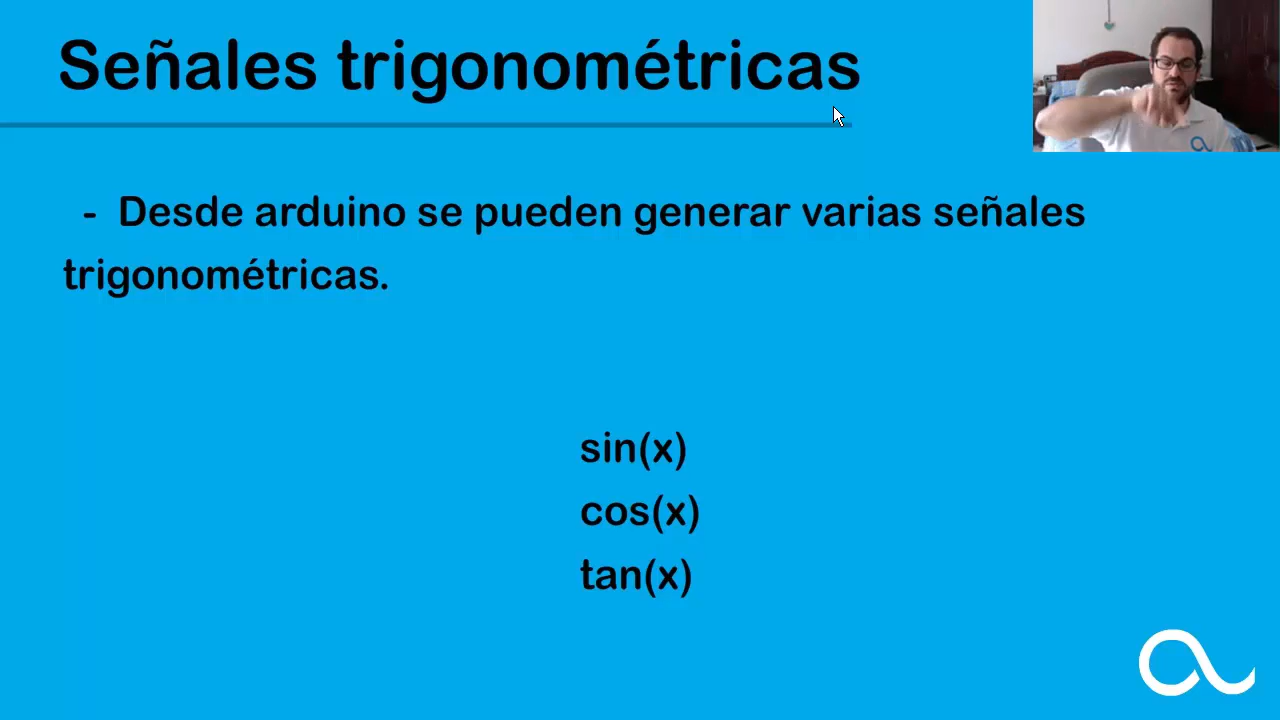 Señales trigonométricas
- Desde arduino se pueden generar varias señales
trigonométricas.
sin(x)
cos(x)
tan(x)